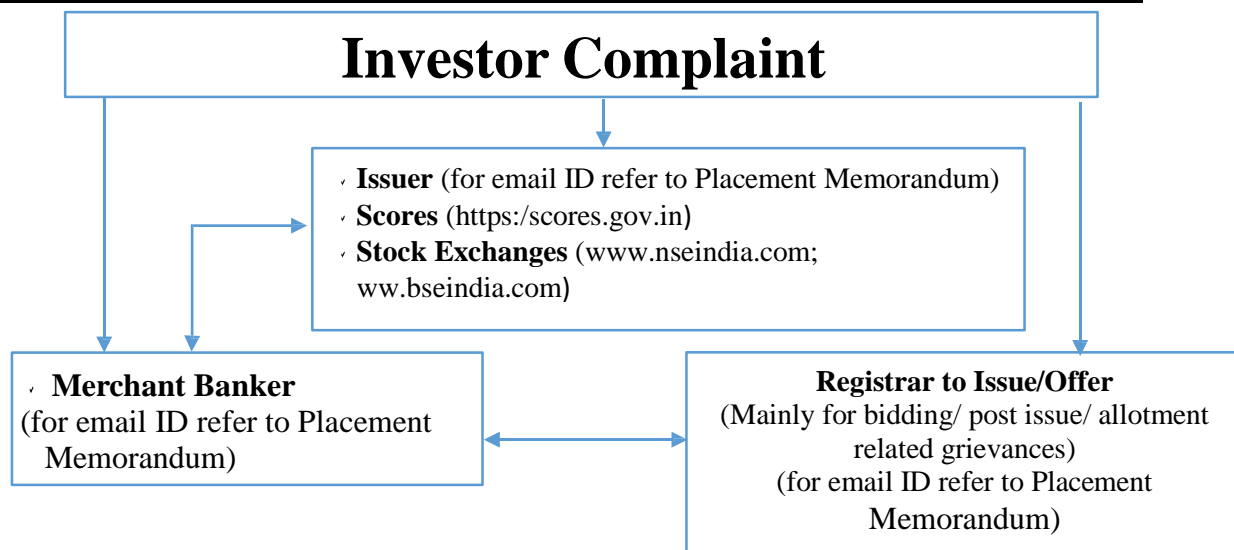 Investor Complaint
✓ Issuer (for email ID refer to Placement Memorandum)
✓ Scores (https:/scores.gov.in)
✓ Stock Exchanges (www.nseindia.com;
ww.bseindia.com)
✓ Merchant Banker
(for email ID refer to Placement
Memorandum)
Registrar to Issue/Offer
(Mainly for bidding/ post issue/ allotment
related grievances)
(for email ID refer to Placement
Memorandum)